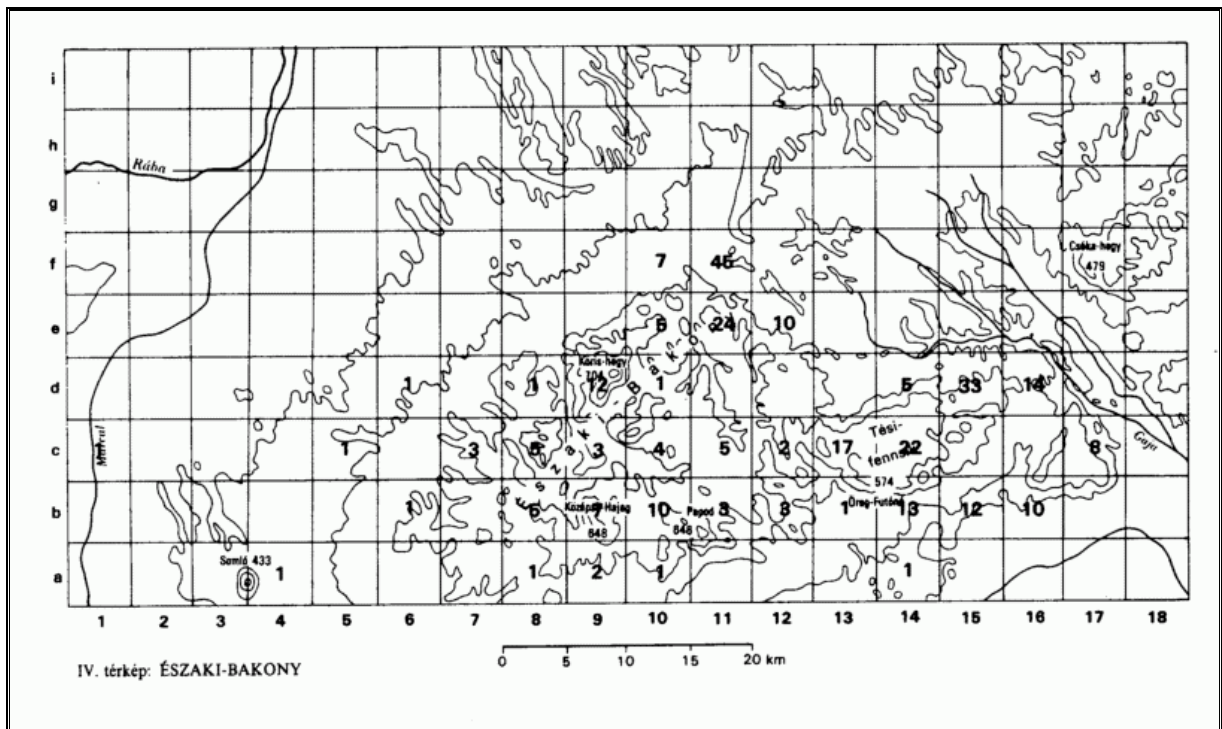 i
h
Rába
g
f 7 45 Csóka-hegy
479
e 6 24 10
Kőris-hegy
704
d 1 1 12 1 5 33 14
Tési-
c 1 3 5 3 4 5 2 17 fennsík 22 8 Gaja
574
Északi-Bakony
b 1 6 Középső-Hajag 7 10 Papod 3 3 1 Öreg-Futóné 13 12 10
648 646
Somló 433
a 1 1 2 1 1
1 2 3 4 5 6 7 8 9 10 11 12 13 14 15 16 17 18
0 5 10 15 20 km
IV. térkép: ÉSZAKI-BAKONY